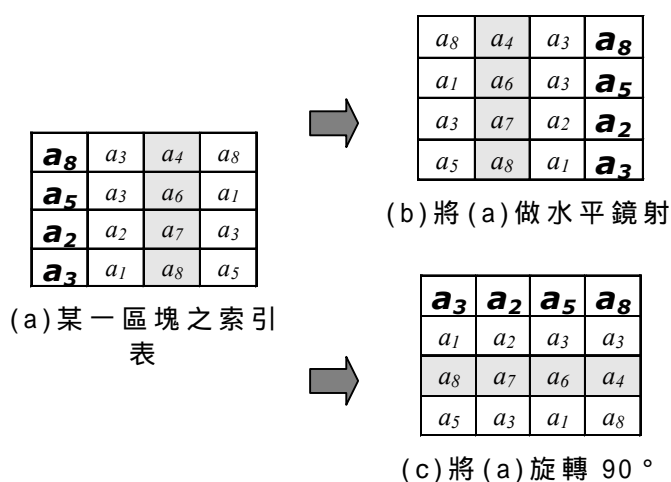 a8 a4 a3 a8
a1 a6 a3 a5
a3 a7 a2 a2
a5 a8 a1 a3
(b)將(a)做水平鏡射
a8 a3 a4 a8
a5 a3 a6 a1
a2 a2 a7 a3
a3 a1 a8 a5
(a)某一區塊之索引
表
a3 a2 a5 a8
a1 a2 a3 a3
a8 a7 a6 a4
a5 a3 a1 a8
(c)將(a)旋轉 90°